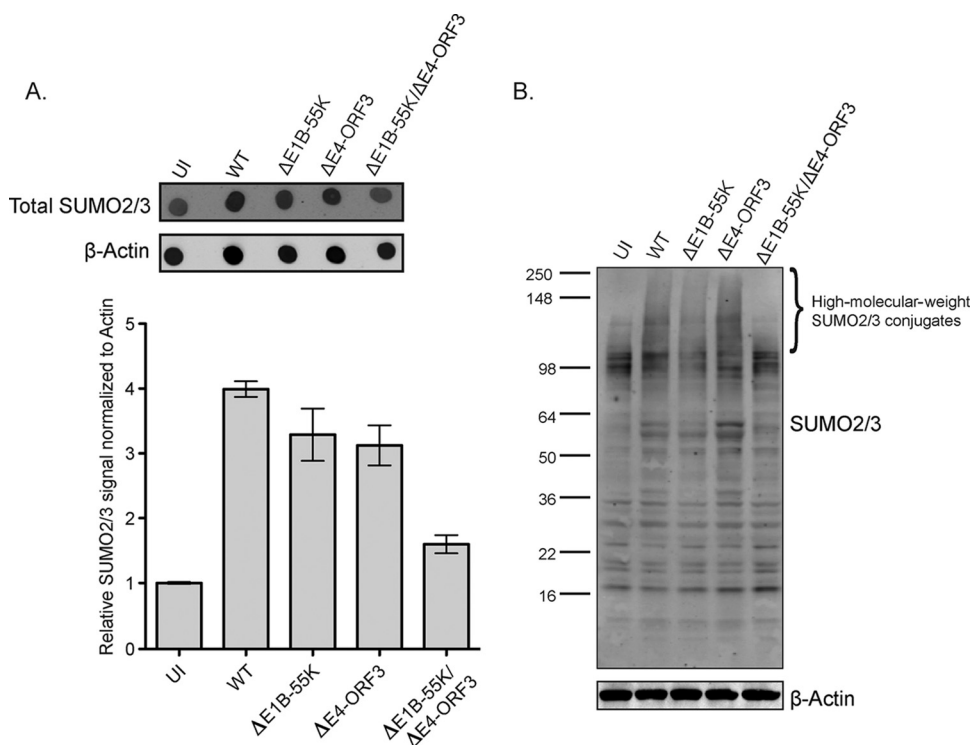 A.
UI
WT
ΔE1B-55K
ΔE4-ORF3
ΔE1B-55K/ΔE4-ORF3
Total SUMO2/3
β-Actin
Relative SUMO2/3 signal normalized to Actin
5
4
3
2
1
0
UI
WT
ΔE1B-55K
ΔE4-ORF3
ΔE1B-55K/
ΔE4-ORF3
B.
UI
WT
ΔE1B-55K
ΔE4-ORF3
ΔE1B-55K/ΔE4-ORF3
250
148
98
64
50
36
22
16
High-molecular-weight
SUMO2/3 conjugates
SUMO2/3
β-Actin